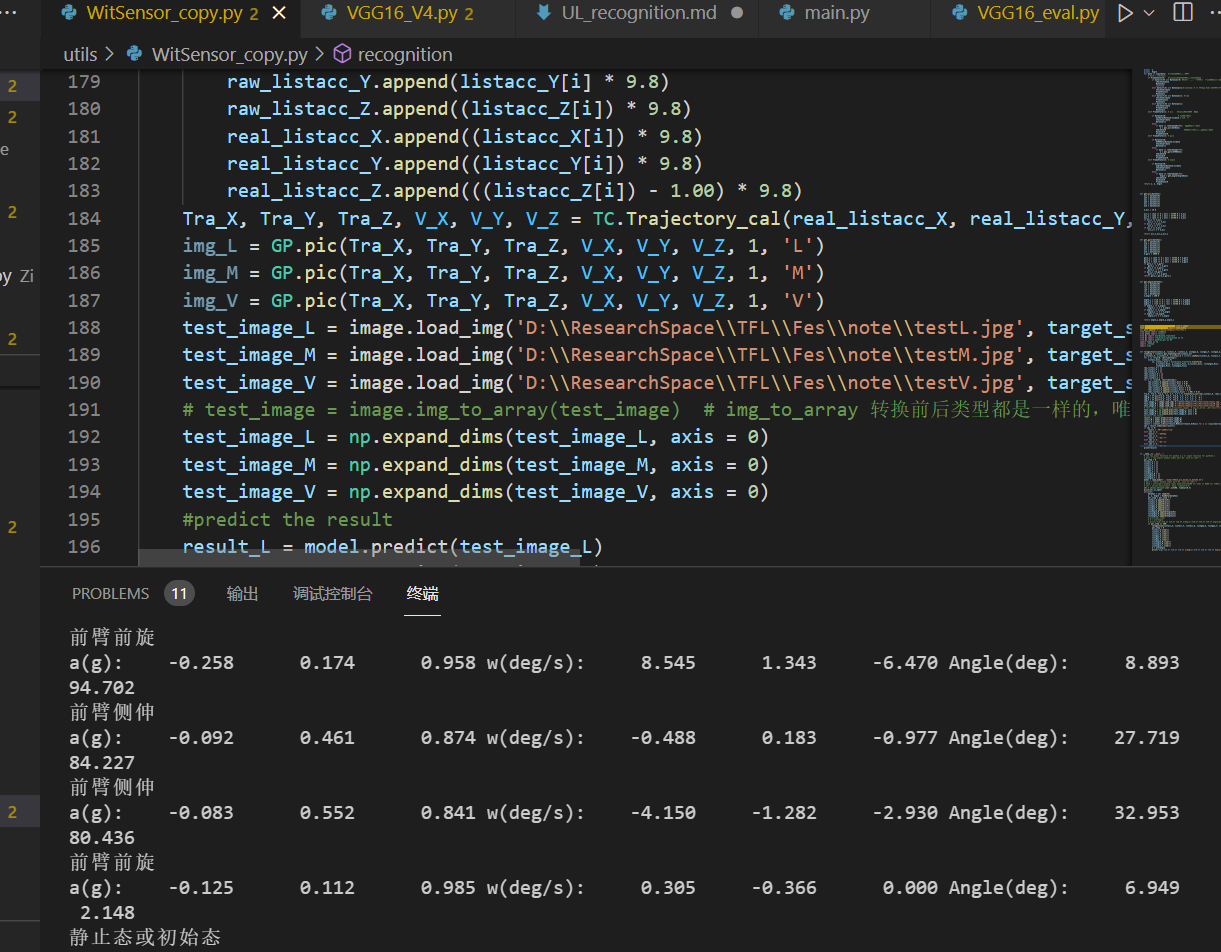 WitSensor_copy.py 2 VGG16_V4.py 2 UL_recognition.md main.py VGG16_eval.py
utils > WitSensor_copy.py > recognition
179 raw_listacc_Y.append(listacc_Y[i] * 9.8)
180 raw_listacc_Z.append((listacc_Z[i]) * 9.8)
181 real_listacc_X.append((listacc_X[i]) * 9.8)
182 real_listacc_Y.append((listacc_Y[i]) * 9.8)
183 real_listacc_Z.append(((listacc_Z[i]) - 1.00) * 9.8)
184 Tra_X, Tra_Y, Tra_Z, V_X, V_Y, V_Z = TC.Trajectory_cal(real_listacc_X, real_listacc_Y,
185 img_L = GP.pic(Tra_X, Tra_Y, Tra_Z, V_X, V_Y, V_Z, 1, 'L')
186 img_M = GP.pic(Tra_X, Tra_Y, Tra_Z, V_X, V_Y, V_Z, 1, 'M')
187 img_V = GP.pic(Tra_X, Tra_Y, Tra_Z, V_X, V_Y, V_Z, 1, 'V')
188 test_image_L = image.load_img('D:\\ResearchSpace\\TFL\\Fes\\note\\testL.jpg', target_s
189 test_image_M = image.load_img('D:\\ResearchSpace\\TFL\\Fes\\note\\testM.jpg', target_s
190 test_image_V = image.load_img('D:\\ResearchSpace\\TFL\\Fes\\note\\testV.jpg', target_s
191 # test_image = image.img_to_array(test_image) # img_to_array 转换前后类型都是一样的，唯
192 test_image_L = np.expand_dims(test_image_L, axis = 0)
193 test_image_M = np.expand_dims(test_image_M, axis = 0)
194 test_image_V = np.expand_dims(test_image_V, axis = 0)
195 #predict the result
196 result_L = model.predict(test_image_L)
2
2
e
2
py Zi
2
2
2
PROBLEMS 11 输出 调试控制台 终端
前臂前旋
a(g): -0.258 0.174 0.958 w(deg/s): 8.545 1.343 -6.470 Angle(deg): 8.893
94.702
前臂侧伸
a(g): -0.092 0.461 0.874 w(deg/s): -0.488 0.183 -0.977 Angle(deg): 27.719
84.227
前臂侧伸
a(g): -0.083 0.552 0.841 w(deg/s): -4.150 -1.282 -2.930 Angle(deg): 32.953
80.436
前臂前旋
a(g): -0.125 0.112 0.985 w(deg/s): 0.305 -0.366 0.000 Angle(deg): 6.949
2.148
静止态或初始态